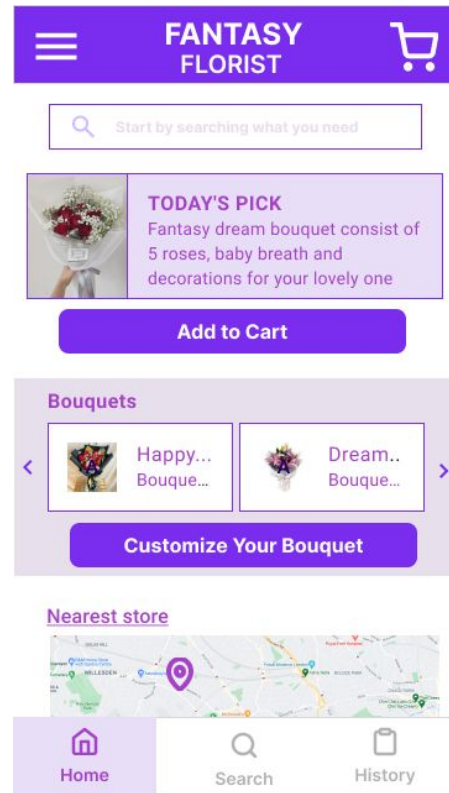 FANTASY
FLORIST
Start by searching what you need
TODAY'S PICK
Fantasy dream bouquet consist of
5 roses, baby breath and
decorations for your lovely one
Add to Cart
Bouquets
Happy...
Bouque...
Dream..
Bouque...
Customize Your Bouquet
Nearest store
WILLESDEN
Home
Search
History